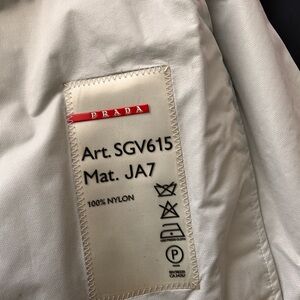 PRADA
Art. SGV615
Mat. JA7
100% NYLON
P